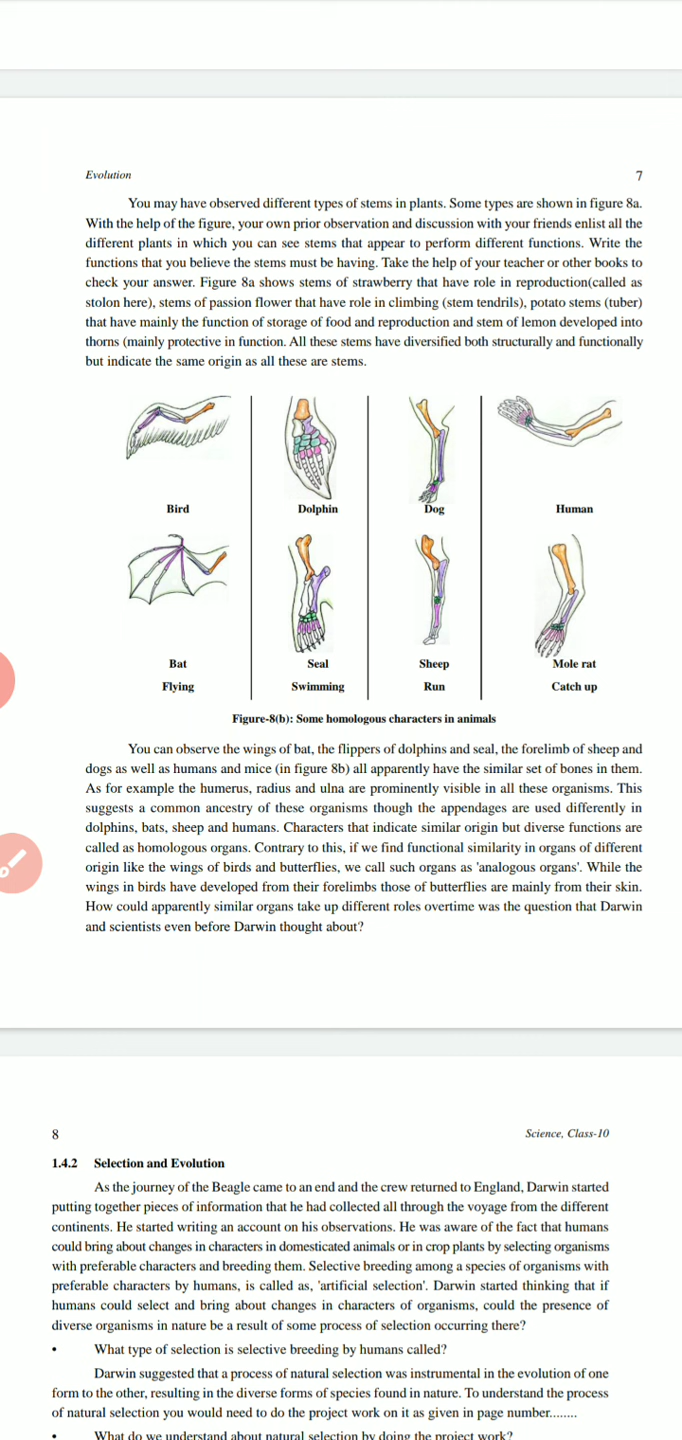 Evolution 7
You may have observed different types of stems in plants. Some types are shown in figure 8a.
With the help of the figure, your own prior observation and discussion with your friends enlist all the
different plants in which you can see stems that appear to perform different functions. Write the
functions that you believe the stems must be having. Take the help of your teacher or other books to
check your answer. Figure 8a shows stems of strawberry that have role in reproduction(called as
stolon here), stems of passion flower that have role in climbing (stem tendrils), potato stems (tuber)
that have mainly the function of storage of food and reproduction and stem of lemon developed into
thorns (mainly protective in function. All these stems have diversified both structurally and functionally
but indicate the same origin as all these are stems.
Bird Dolphin Dog Human
Bat Seal Sheep Mole rat
Flying Swimming Run Catch up
Figure-8(b): Some homologous characters in animals
You can observe the wings of bat, the flippers of dolphins and seal, the forelimb of sheep and
dogs as well as humans and mice (in figure 8b) all apparently have the similar set of bones in them.
As for example the humerus, radius and ulna are prominently visible in all these organisms. This
suggests a common ancestry of these organisms though the appendages are used differently in
dolphins, bats, sheep and humans. Characters that indicate similar origin but diverse functions are
called as homologous organs. Contrary to this, if we find functional similarity in organs of different
origin like the wings of birds and butterflies, we call such organs as 'analogous organs'. While the
wings in birds have developed from their forelimbs those of butterflies are mainly from their skin.
How could apparently similar organs take up different roles overtime was the question that Darwin
and scientists even before Darwin thought about?
8 Science, Class-10
1.4.2 Selection and Evolution
As the journey of the Beagle came to an end and the crew returned to England, Darwin started
putting together pieces of information that he had collected all through the voyage from the different
continents. He started writing an account on his observations. He was aware of the fact that humans
could bring about changes in characters in domesticated animals or in crop plants by selecting organisms
with preferable characters and breeding them. Selective breeding among a species of organisms with
preferable characters by humans, is called as, 'artificial selection'. Darwin started thinking that if
humans could select and bring about changes in characters of organisms, could the presence of
diverse organisms in nature be a result of some process of selection occurring there?
• What type of selection is selective breeding by humans called?
Darwin suggested that a process of natural selection was instrumental in the evolution of one
form to the other, resulting in the diverse forms of species found in nature. To understand the process
of natural selection you would need to do the project work on it as given in page number........
• What do we understand about natural selection by doing the project work?